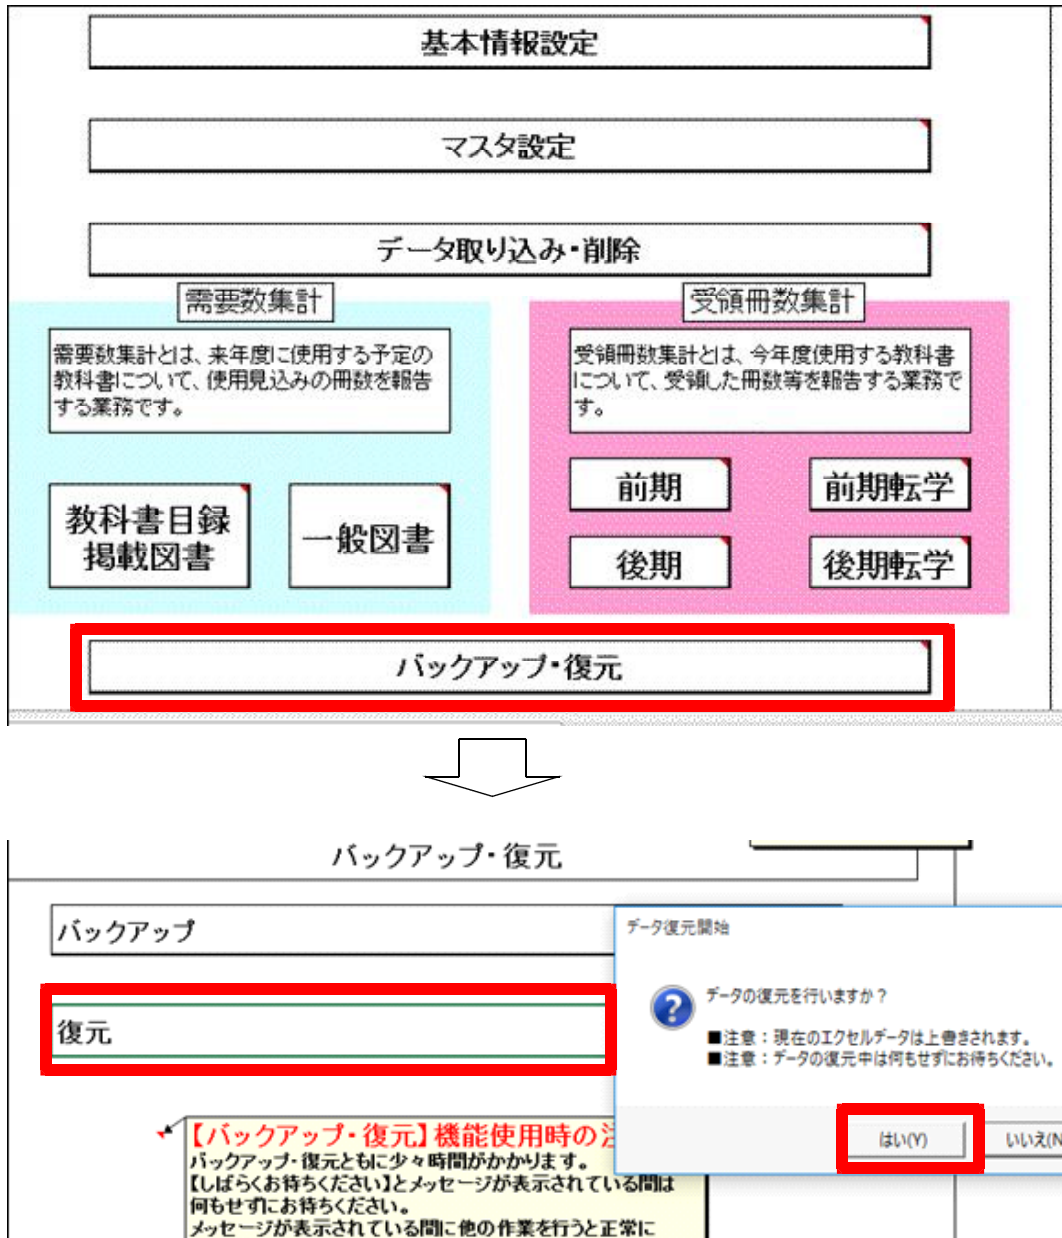 基本情報設定
マスタ設定
データ取り込み・削除
需要数集計
需要数集計とは、来年度に使用する予定の
教科書について、使用見込みの冊数を報告
する業務です。
教科書目録
掲載図書
一般図書
受領冊数集計
受領冊数集計とは、今年度使用する教科書
について、受領した冊数等を報告する業務で
す。
前期
前期転学
後期
後期転学
バックアップ・復元
バックアップ・復元
バックアップ
復元
データ復元開始
データの復元を行いますか？
■注意：現在のエクセルデータは上書きされます。
■注意：データの復元中は何もせずにお待ちください。
はい(Y)
いいえ(N
【バックアップ・復元】機能使用時の注
バックアップ・復元ともに少々時間がかかります。
【しばらくお待ちください】とメッセージが表示されている間は
何もせずにお待ちください。
メッセージが表示されている間に他の作業を行うと正常に